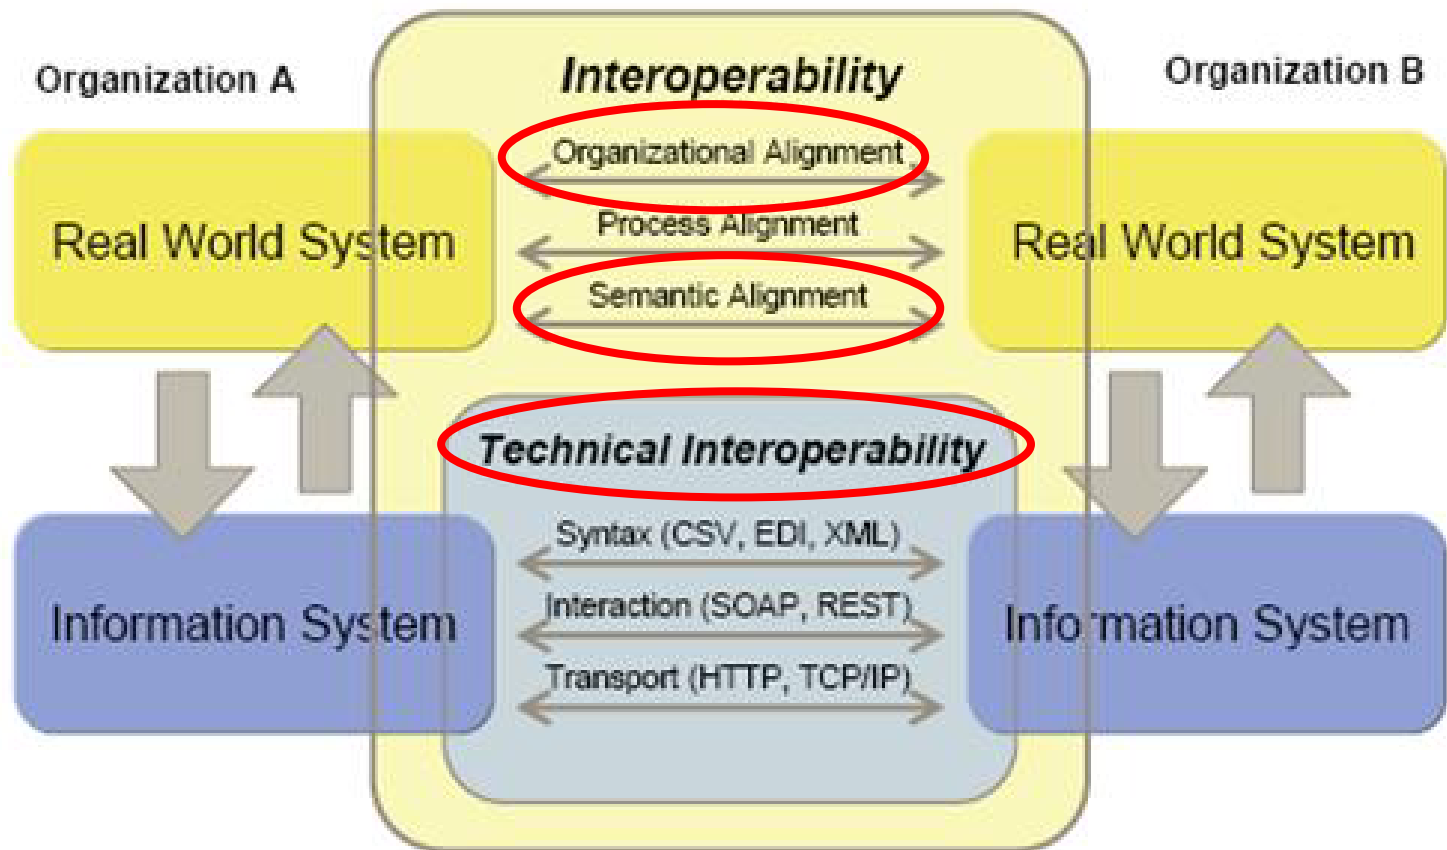 Interoperability
Organization A
Organization B
Organizational Alignment
Process Alignment
Semantic Alignment
Real World System
Real World System
Technical Interoperability
Syntax (CSV, EDI, XML)
Interaction (SOAP, REST)
Transport (HTTP, TCP/IP)
Information System
Information System